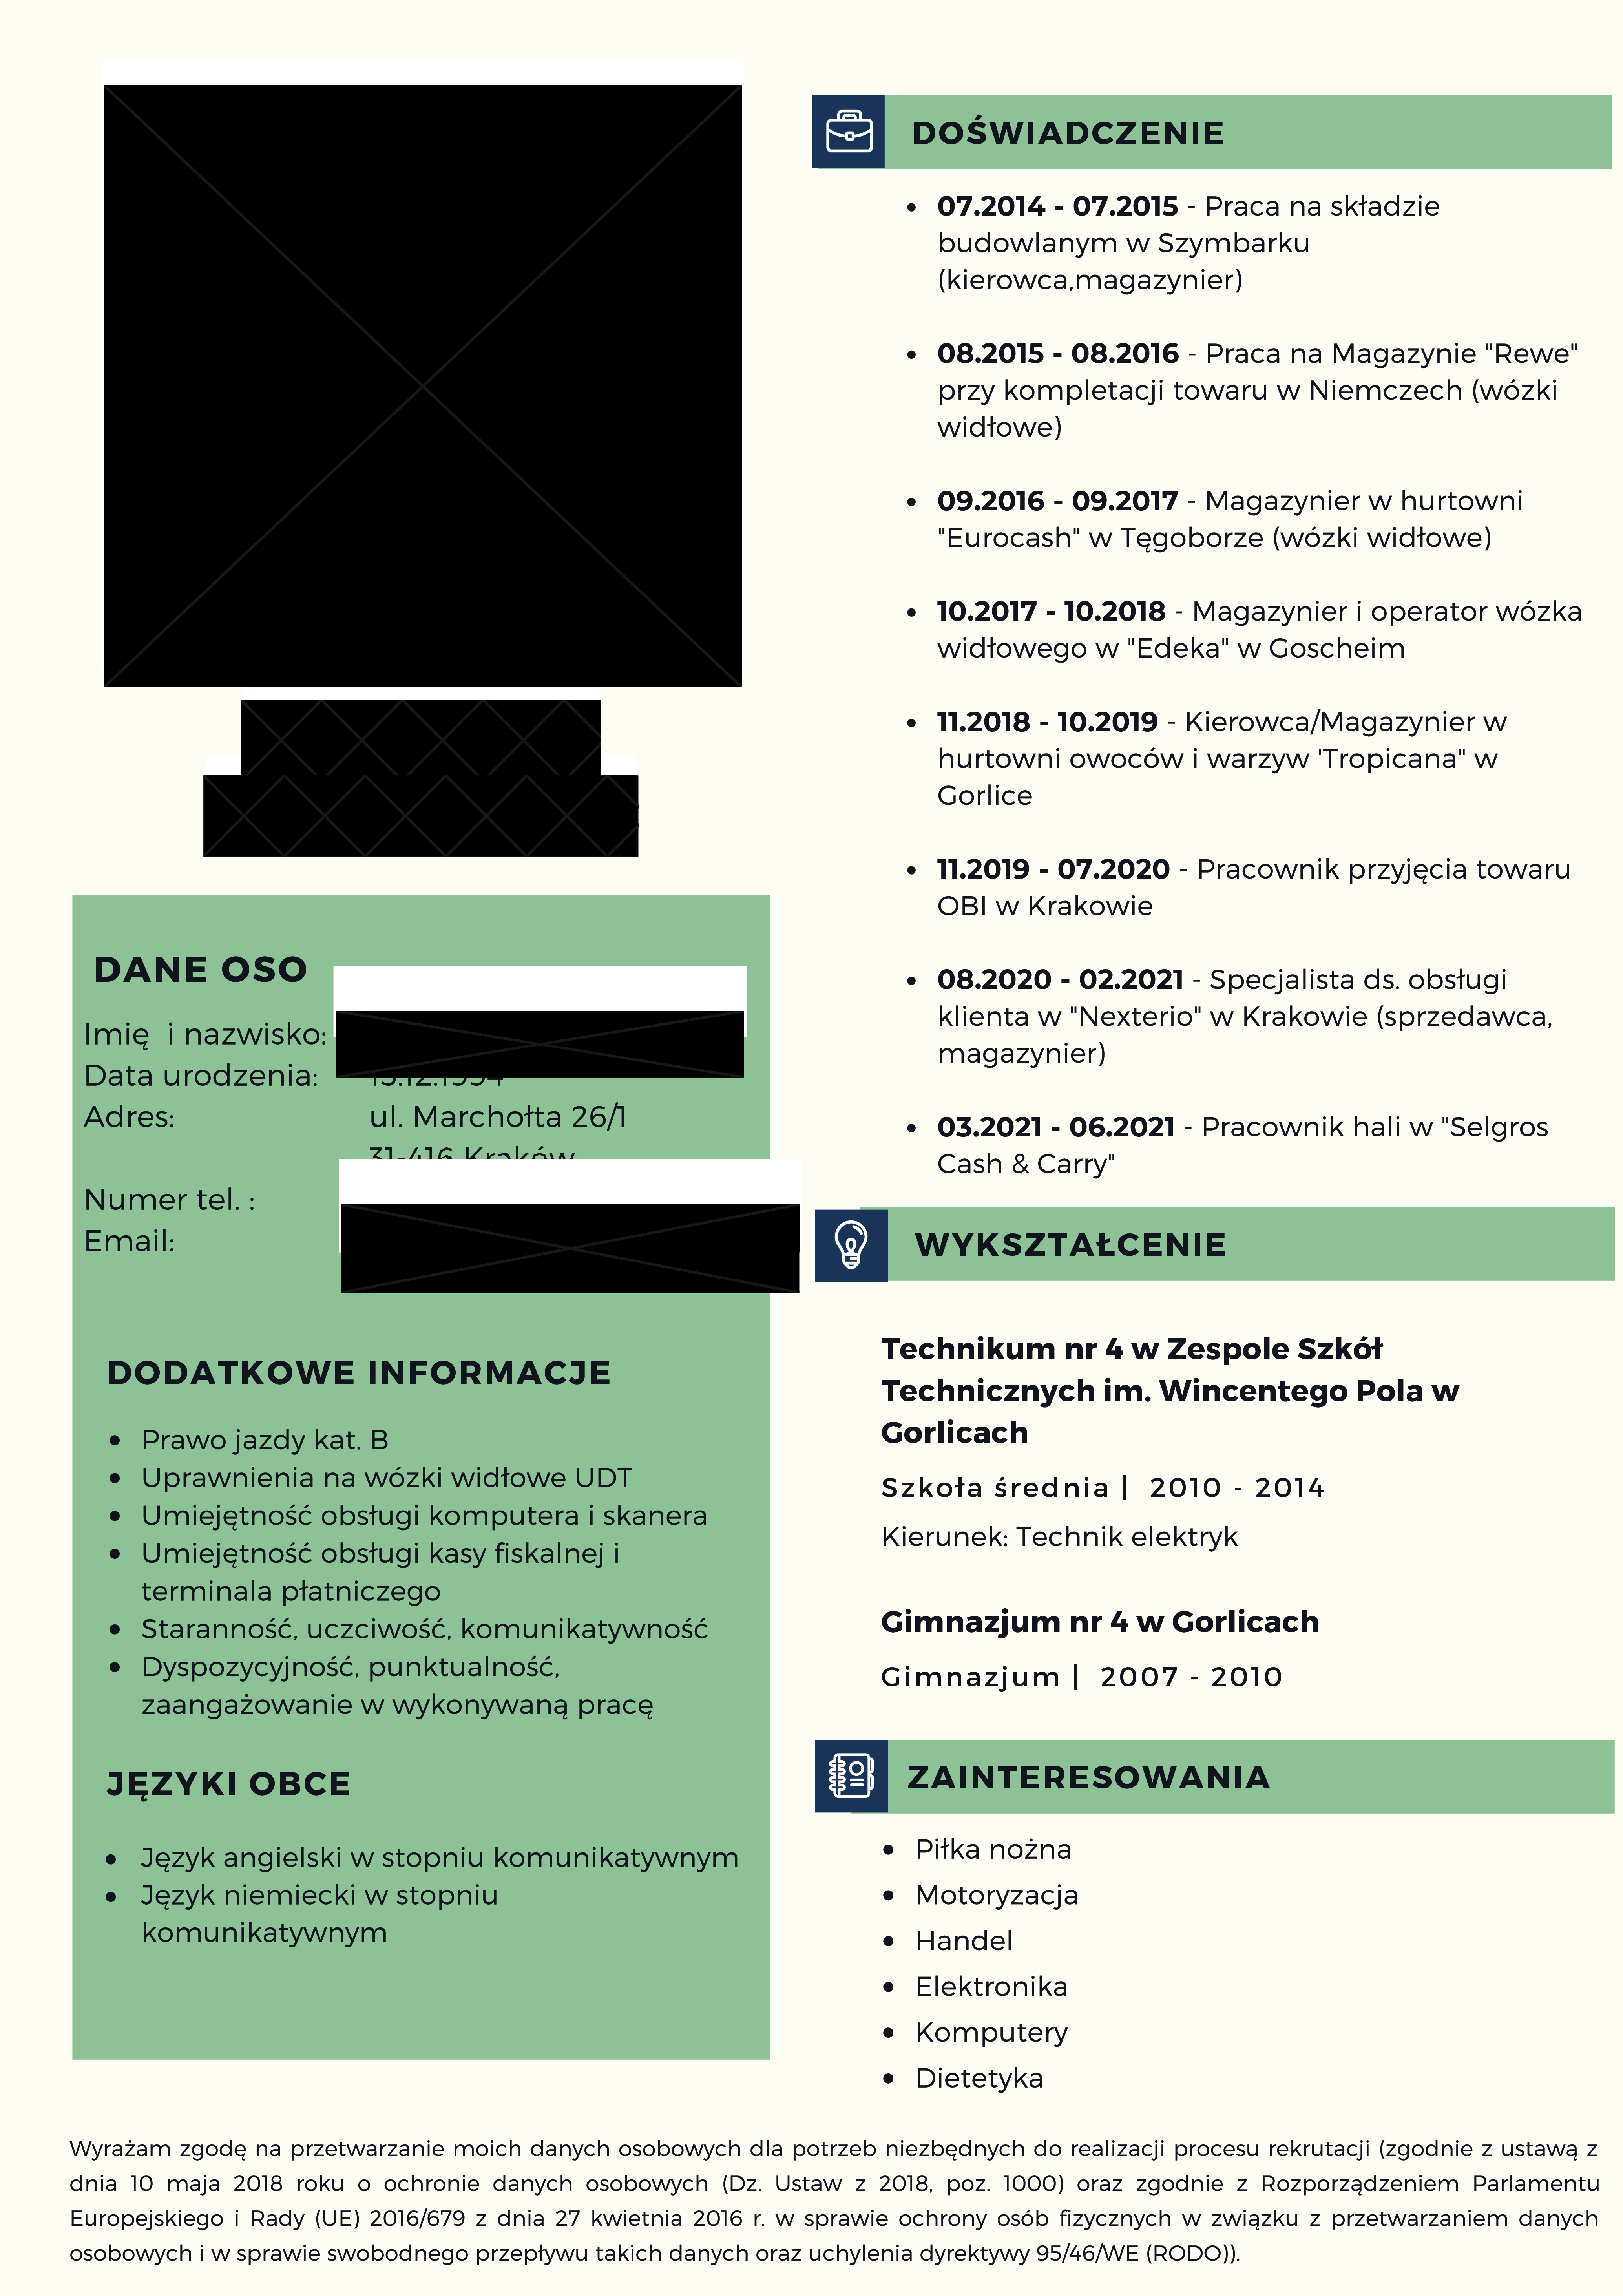 DANE OSO
Imię i nazwisko:
Data urodzenia:
Adres: ul. Marchołta 26/1
31-416 Kraków
Numer tel. :
Email:
DODATKOWE INFORMACJE
• Prawo jazdy kat. B
• Uprawnienia na wózki widłowe UDT
• Umiejętność obsługi komputera i skanera
• Umiejętność obsługi kasy fiskalnej i
terminala płatniczego
• Staranność, uczciwość, komunikatywność
• Dyspozycyjność, punktualność,
zaangażowanie w wykonywaną pracę
JĘZYKI OBCE
• Język angielski w stopniu komunikatywnym
• Język niemiecki w stopniu
komunikatywnym
DOŚWIADCZENIE
• 07.2014 - 07.2015 - Praca na składzie
budowlanym w Szymbarku
(kierowca,magazynier)
• 08.2015 - 08.2016 - Praca na Magazynie "Rewe"
przy kompletacji towaru w Niemczech (wózki
widłowe)
• 09.2016 - 09.2017 - Magazynier w hurtowni
"Eurocash" w Tęgoborze (wózki widłowe)
• 10.2017 - 10.2018 - Magazynier i operator wózka
widłowego w "Edeka" w Goscheim
• 11.2018 - 10.2019 - Kierowca/Magazynier w
hurtowni owoców i warzyw 'Tropicana" w
Gorlice
• 11.2019 - 07.2020 - Pracownik przyjęcia towaru
OBI w Krakowie
• 08.2020 - 02.2021 - Specjalista ds. obsługi
klienta w "Nexterio" w Krakowie (sprzedawca,
magazynier)
• 03.2021 - 06.2021 - Pracownik hali w "Selgros
Cash & Carry"
WYKSZTAŁCENIE
Technikum nr 4 w Zespole Szkół
Technicznych im. Wincentego Pola w
Gorlicach
Szkoła średnia | 2010 - 2014
Kierunek: Technik elektryk
Gimnazjum nr 4 w Gorlicach
Gimnazjum | 2007 - 2010
ZAINTERESOWANIA
• Piłka nożna
• Motoryzacja
• Handel
• Elektronika
• Komputery
• Dietetyka
Wyrażam zgodę na przetwarzanie moich danych osobowych dla potrzeb niezbędnych do realizacji procesu rekrutacji (zgodnie z ustawą z
dnia 10 maja 2018 roku o ochronie danych osobowych (Dz. Ustaw z 2018, poz. 1000) oraz zgodnie z Rozporządzeniem Parlamentu
Europejskiego i Rady (UE) 2016/679 z dnia 27 kwietnia 2016 r. w sprawie ochrony osób fizycznych w związku z przetwarzaniem danych
osobowych i w sprawie swobodnego przepływu takich danych oraz uchylenia dyrektywy 95/46/WE (RODO)).